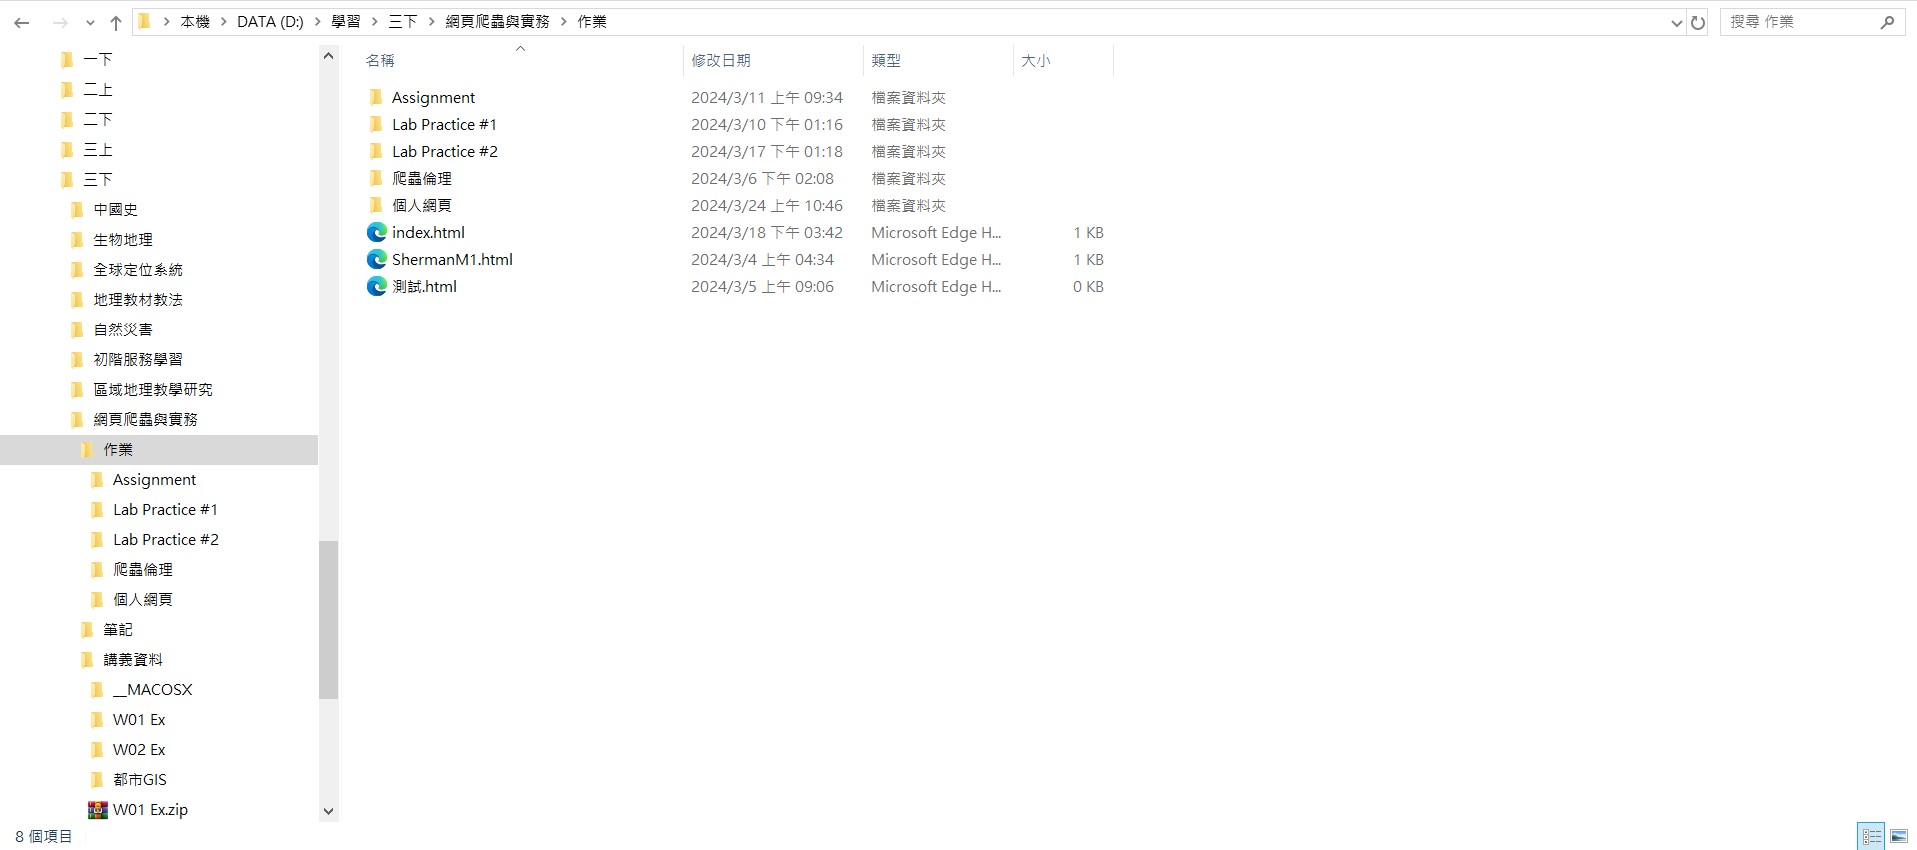 本機 > DATA (D:) > 學習 > 三下 > 網頁爬蟲與實務 > 作業
搜尋 作業
一下
二上
二下
三上
三下
中國史
生物地理
全球定位系統
地理教材教法
自然災害
初階服務學習
區域地理教學研究
網頁爬蟲與實務
作業
Assignment
Lab Practice #1
Lab Practice #2
爬蟲倫理
個人網頁
筆記
講義資料
__MACOSX
W01 Ex
W02 Ex
都市GIS
W01 Ex.zip
名稱 修改日期 類型 大小
Assignment 2024/3/11 上午 09:34 檔案資料夾
Lab Practice #1 2024/3/10 下午 01:16 檔案資料夾
Lab Practice #2 2024/3/17 下午 01:18 檔案資料夾
爬蟲倫理 2024/3/6 下午 02:08 檔案資料夾
個人網頁 2024/3/24 上午 10:46 檔案資料夾
index.html 2024/3/18 下午 03:42 Microsoft Edge H... 1 KB
ShermanM1.html 2024/3/4 上午 04:34 Microsoft Edge H... 1 KB
測試.html 2024/3/5 上午 09:06 Microsoft Edge H... 0 KB
8 個項目